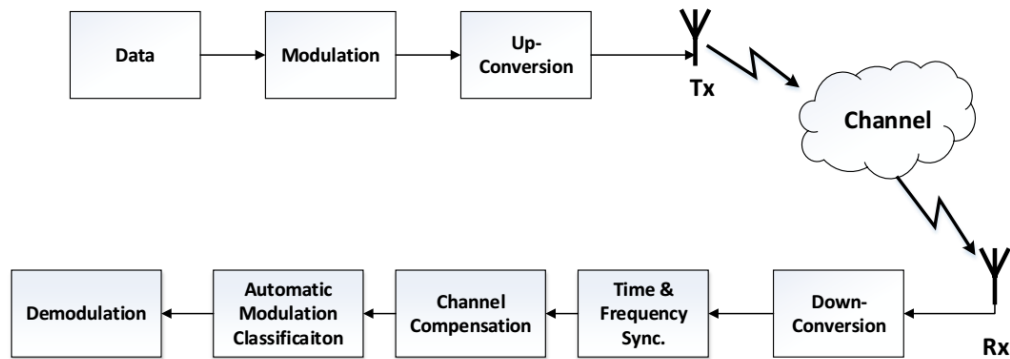 Data
Modulation
Up-
Conversion
Tx
Channel
Rx
Down-
Conversion
Time &
Frequency
Sync.
Channel
Compensation
Automatic
Modulation
Classificaiton
Demodulation